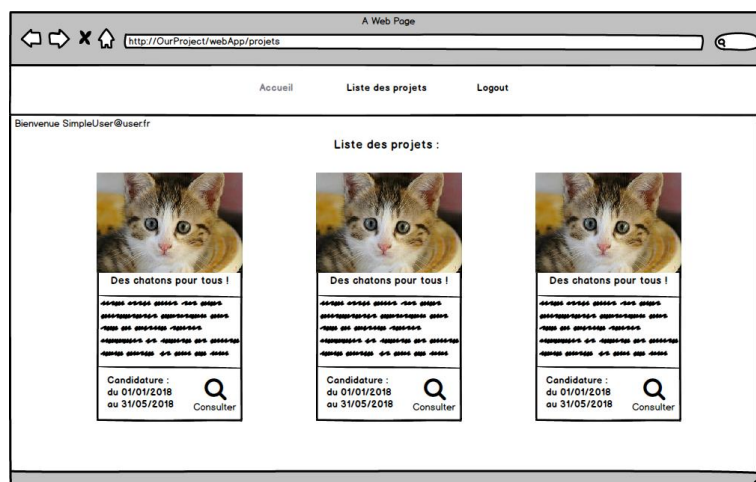 A Web Page
http://OurProject/webApp/projets
Accueil Liste des projets Logout
Bienvenue SimpleUser@user.fr
Liste des projets :
Des chatons pour tous ! Des chatons pour tous ! Des chatons pour tous !
Candidature : Candidature : Candidature :
du 01/01/2018 du 01/01/2018 du 01/01/2018
au 31/05/2018 Consulter au 31/05/2018 Consulter au 31/05/2018 Consulter